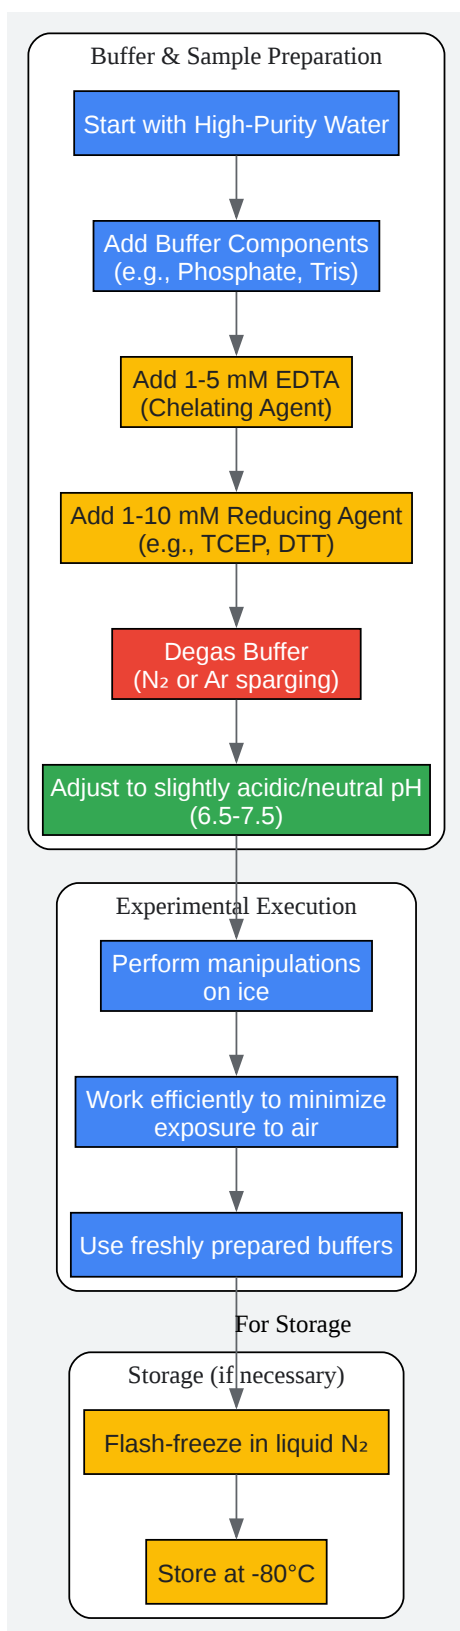 Buffer & Sample Preparation
Start with High-Purity Water
Add Buffer Components
(e.g., Phosphate, Tris)
Add 1-5 mM EDTA
(Chelating Agent)
Add 1-10 mM Reducing Agent
(e.g., TCEP, DTT)
Degas Buffer
(N₂ or Ar sparging)
Adjust to slightly acidic/neutral pH
(6.5-7.5)
Experimental Execution
Perform manipulations
on ice
Work efficiently to minimize
exposure to air
Use freshly prepared buffers
For Storage
Storage (if necessary)
Flash-freeze in liquid N₂
Store at -80°C